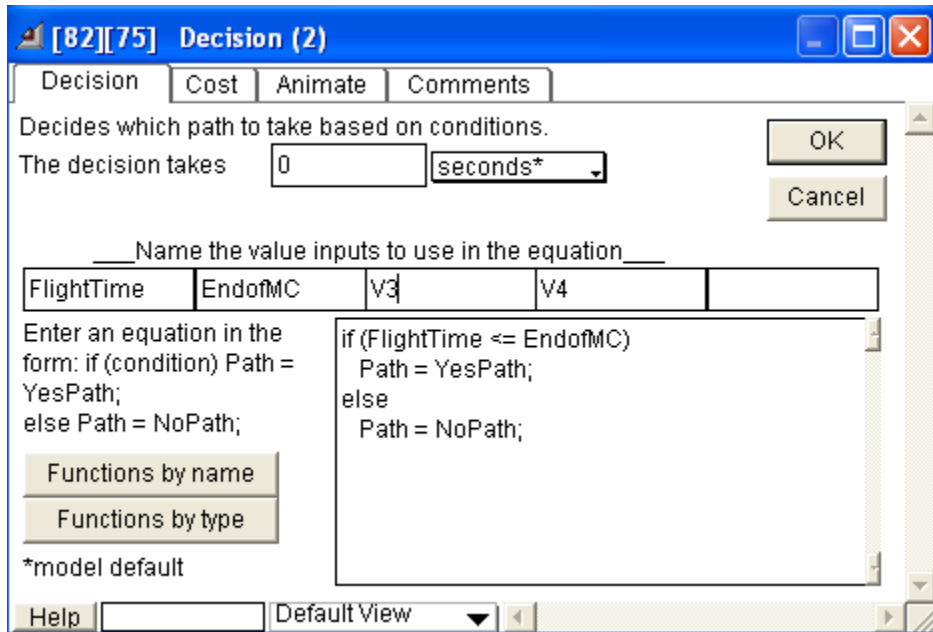 [82][75] Decision (2)
Decision Cost Animate Comments
Decides which path to take based on conditions.
OK
The decision takes 0 seconds*
Cancel
___Name the value inputs to use in the equation___
FlightTime EndofMC V3 V4
Enter an equation in the
form: if (condition) Path =
YesPath;
else Path = NoPath;
if (FlightTime <= EndofMC)
Path = YesPath;
else
Path = NoPath;
Functions by name
Functions by type
*model default
Help Default View